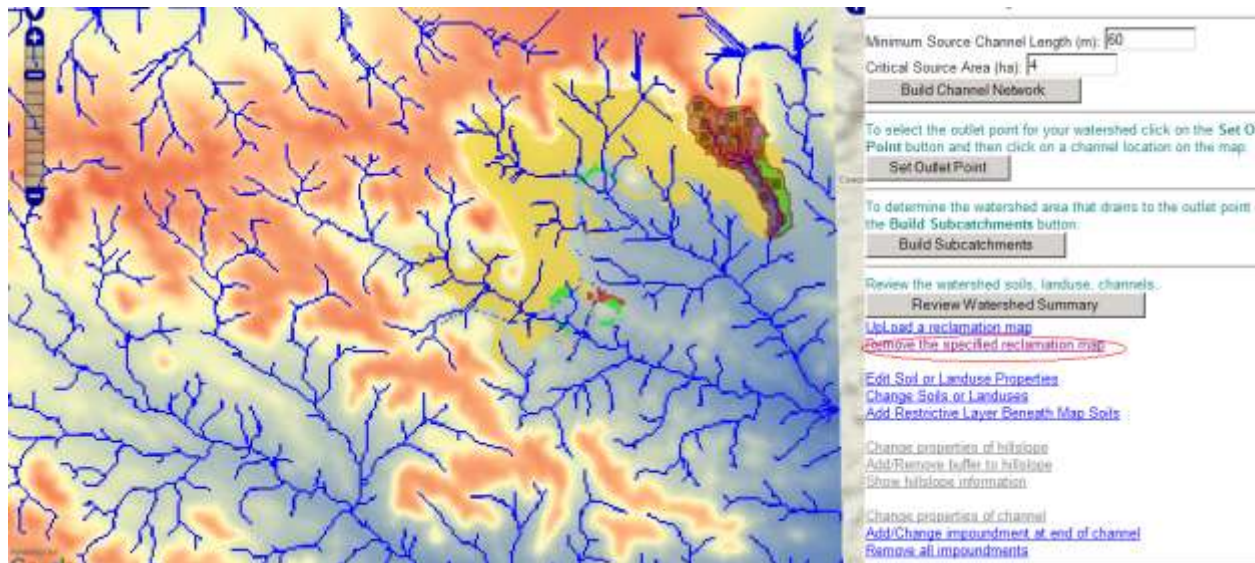 Minimum Source Channel Length (m): 60
Critical Source Area (ha): 4
Build Channel Network
To select the outlet point for your watershed click on the Set O
Point button and then click on a channel location on the map.
Set Outlet Point
To determine the watershed area that drains to the outlet point
the Build Subcatchments button.
Build Subcatchments
Review the watershed soils, landuse, channels..
Review Watershed Summary
UpLoad a reclamation map
Remove the specified reclamation map
Edit Soil or Landuse Properties
Change Soils or Landuses
Add Restrictive Layer Beneath Map Soils
Change properties of hillslope
Add/Remove buffer to hillslope
Show hillslope information
Change properties of channel
Add/Change impoundment at end of channel
Remove all impoundments